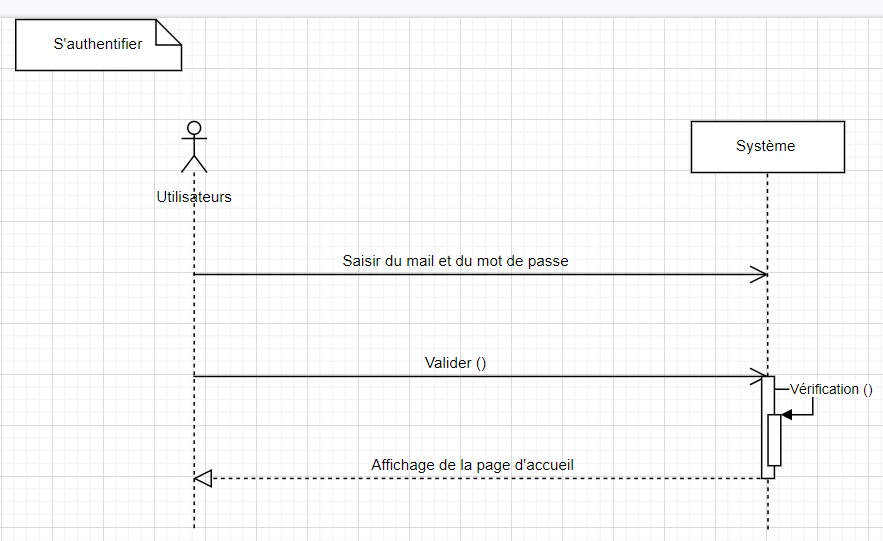 S'authentifier
Utilisateurs
Système
Saisir du mail et du mot de passe
Valider ()
Vérification ()
Affichage de la page d'accueil